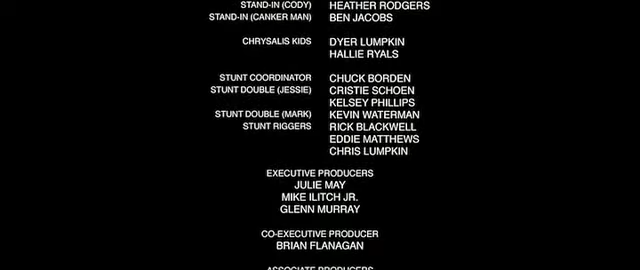 STAND-IN (CODY) HEATHER RODGERS
STAND-IN (CANKER MAN) BEN JACOBS
CHRYSALIS KIDS DYER LUMPKIN
HALLIE RYALS
STUNT COORDINATOR CHUCK BORDEN
STUNT DOUBLE (JESSIE) CRISTIE SCHOEN
KELSEY PHILLIPS
STUNT DOUBLE (MARK) KEVIN WATERMAN
STUNT RIGGERS RICK BLACKWELL
EDDIE MATTHEWS
CHRIS LUMPKIN
EXECUTIVE PRODUCERS
JULIE MAY
MIKE ILITCH JR.
GLENN MURRAY
CO-EXECUTIVE PRODUCER
BRIAN FLANAGAN
ASSOCIATE PRODUCERS